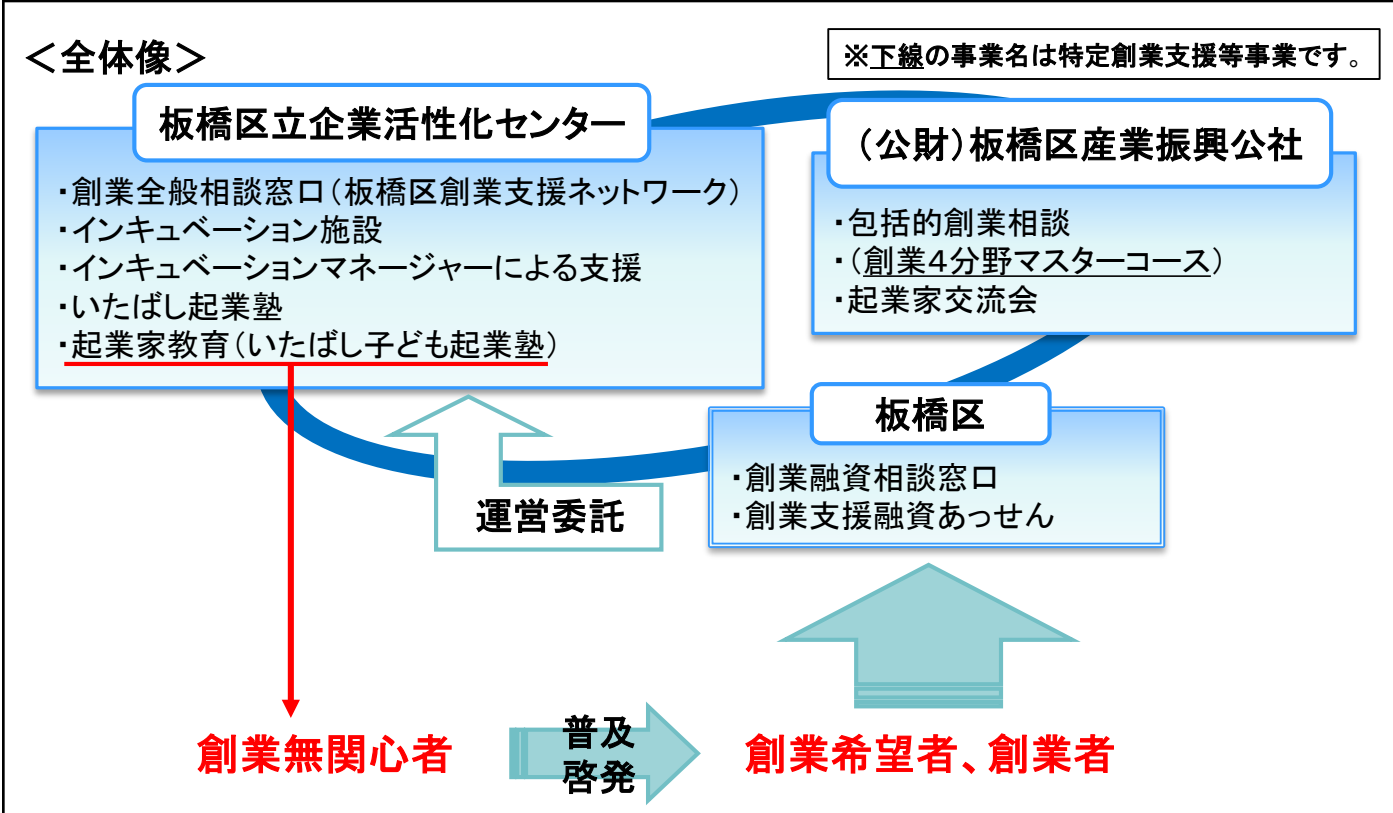 ＜全体像＞
※下線の事業名は特定創業支援等事業です。
板橋区立企業活性化センター
・創業全般相談窓口（板橋区創業支援ネットワーク）
・インキュベーション施設
・インキュベーションマネージャーによる支援
・いたばし起業塾
・起業家教育（いたばし子ども起業塾）
（公財）板橋区産業振興公社
・包括的創業相談
・（創業４分野マスターコース）
・起業家交流会
板橋区
・創業融資相談窓口
・創業支援融資あっせん
運営委託
創業無関心者
普及
啓発
創業希望者、創業者